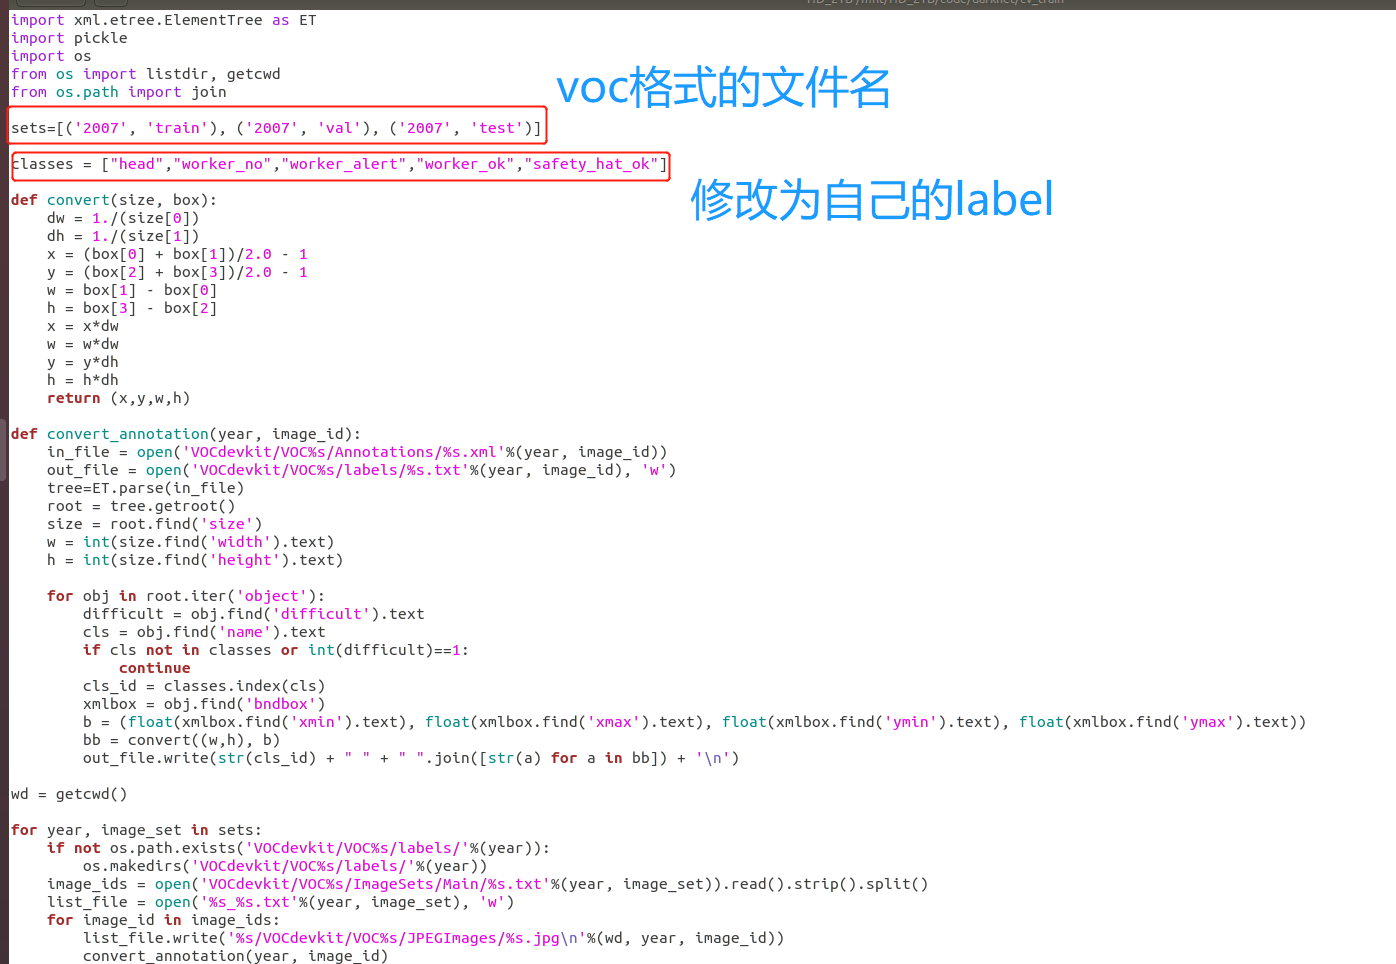 HD_2TB /mnt/HD_2TB/code/darknet/cv_train
import xml.etree.ElementTree as ET
import pickle
import os
from os import listdir, getcwd
from os.path import join
voc格式的文件名
sets=[('2007', 'train'), ('2007', 'val'), ('2007', 'test')]
classes = ["head","worker_no","worker_alert","worker_ok","safety_hat_ok"]
修改为自己的label
def convert(size, box):
    dw = 1./(size[0])
    dh = 1./(size[1])
    x = (box[0] + box[1])/2.0 - 1
    y = (box[2] + box[3])/2.0 - 1
    w = box[1] - box[0]
    h = box[3] - box[2]
    x = x*dw
    w = w*dw
    y = y*dh
    h = h*dh
    return (x,y,w,h)
def convert_annotation(year, image_id):
    in_file = open('VOCdevkit/VOC%s/Annotations/%s.xml'%(year, image_id))
    out_file = open('VOCdevkit/VOC%s/labels/%s.txt'%(year, image_id), 'w')
    tree=ET.parse(in_file)
    root = tree.getroot()
    size = root.find('size')
    w = int(size.find('width').text)
    h = int(size.find('height').text)
    for obj in root.iter('object'):
        difficult = obj.find('difficult').text
        cls = obj.find('name').text
        if cls not in classes or int(difficult)==1:
            continue
        cls_id = classes.index(cls)
        xmlbox = obj.find('bndbox')
        b = (float(xmlbox.find('xmin').text), float(xmlbox.find('xmax').text), float(xmlbox.find('ymin').text), float(xmlbox.find('ymax').text))
        bb = convert((w,h), b)
        out_file.write(str(cls_id) + " " + " ".join([str(a) for a in bb]) + '\n')
wd = getcwd()
for year, image_set in sets:
    if not os.path.exists('VOCdevkit/VOC%s/labels/'%(year)):
        os.makedirs('VOCdevkit/VOC%s/labels/'%(year))
    image_ids = open('VOCdevkit/VOC%s/ImageSets/Main/%s.txt'%(year, image_set)).read().strip().split()
    list_file = open('%s_%s.txt'%(year, image_set), 'w')
    for image_id in image_ids:
        list_file.write('%s/VOCdevkit/VOC%s/JPEGImages/%s.jpg\n'%(wd, year, image_id))
        convert_annotation(year, image_id)